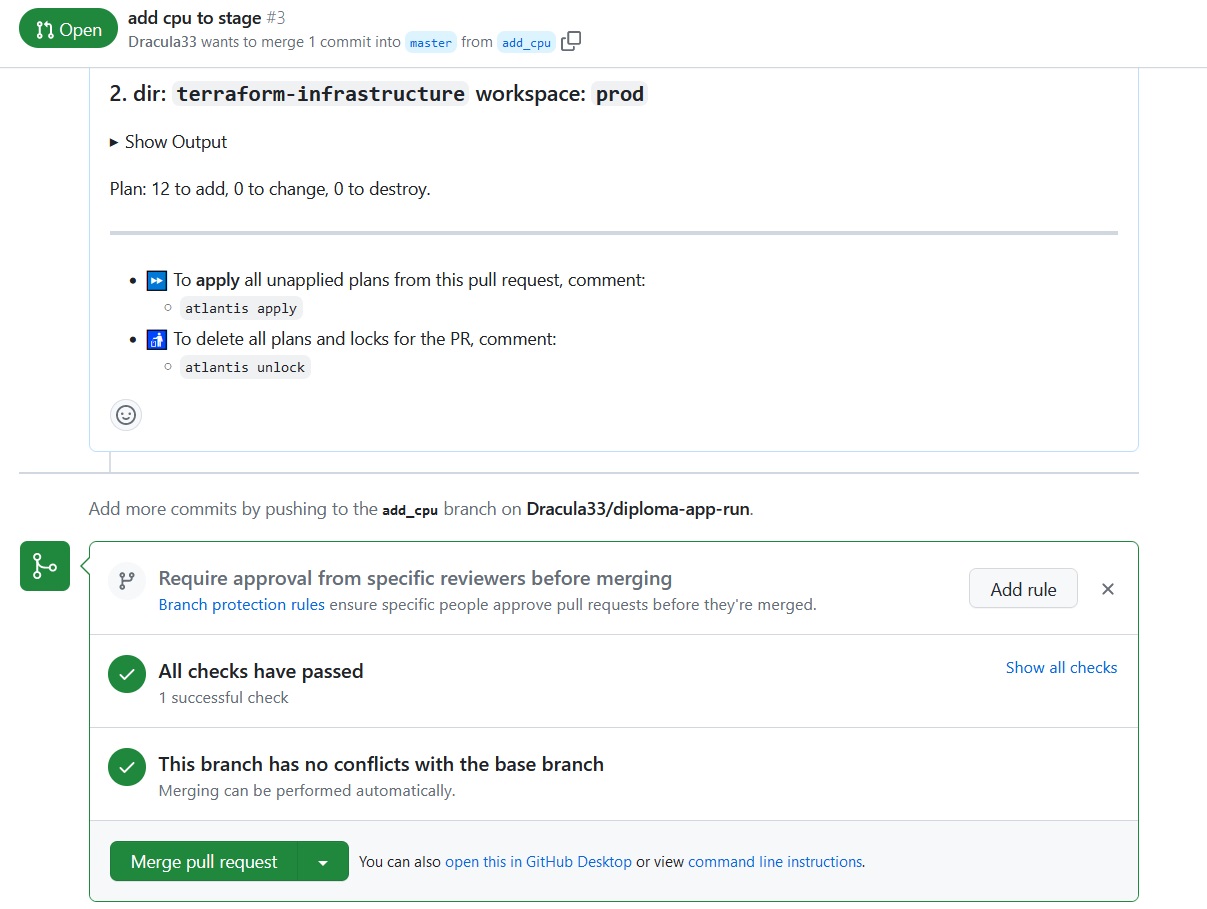 Open
add cpu to stage #3
Dracula33 wants to merge 1 commit into master from add_cpu
2. dir: terraform-infrastructure workspace: prod
Show Output
Plan: 12 to add, 0 to change, 0 to destroy.
To apply all unapplied plans from this pull request, comment:
atlantis apply
To delete all plans and locks for the PR, comment:
atlantis unlock
Add more commits by pushing to the add_cpu branch on Dracula33/diploma-app-run.
Require approval from specific reviewers before merging
Branch protection rules ensure specific people approve pull requests before they're merged.
Add rule
All checks have passed
1 successful check
Show all checks
This branch has no conflicts with the base branch
Merging can be performed automatically.
Merge pull request
You can also open this in GitHub Desktop or view command line instructions.